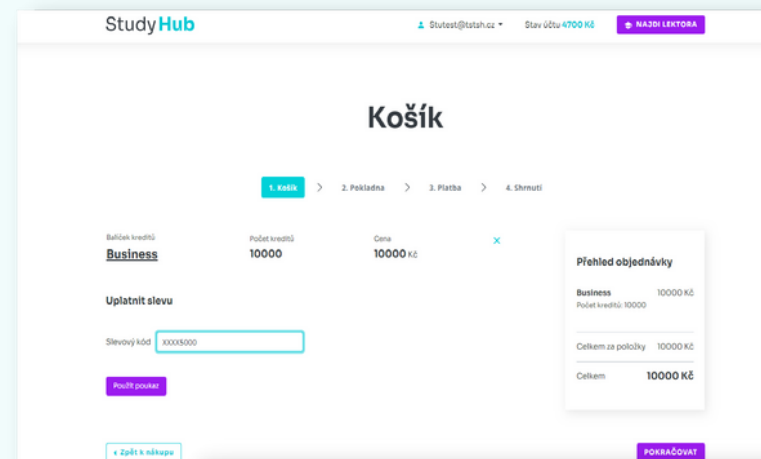 StudyHub
Stutest@tstsh.cz
Stav účtu 4700 Kč
NAJDI LEKTORA
Košík
1. Košík
2. Pokladna
3. Platba
4. Shrnutí
Balíček kreditů
Počet kreditů
Cena
Business
10000
10000 Kč
Uplatnit slevu
Slevový kód
XXXX5000
Použít poukaz
Zpět k nákupu
Přehled objednávky
Business 10000 Kč
Počet kreditů: 10000
Celkem za položky 10000 Kč
Celkem 10000 Kč
POKRAČOVAT